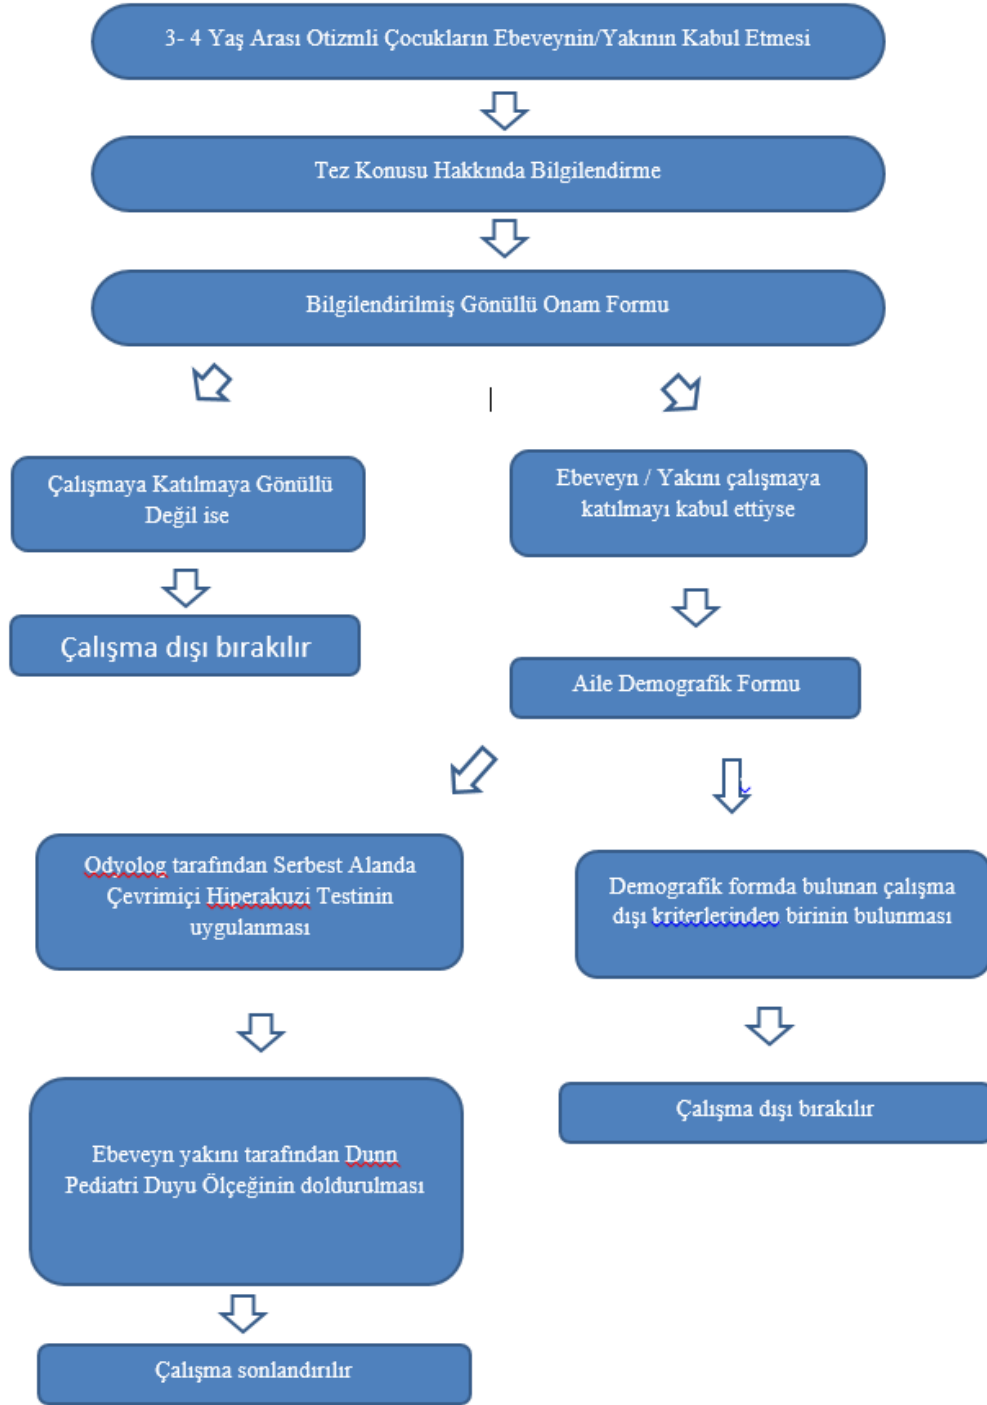 3- 4 Yaş Arası Otizmli Çocukların Ebeveynin/Yakının Kabul Etmesi
Tez Konusu Hakkında Bilgilendirme
Bilgilendirilmiş Gönüllü Onam Formu
Çalışmaya Katılmaya Gönüllü
Değil ise
Ebeveyn / Yakını çalışmaya
katılmayı kabul ettiyse
Çalışma dışı bırakılır
Aile Demografik Formu
Odyolog tarafından Serbest Alanda
Çevrimiçi Hiperakuzi Testinin
uygulanması
Demografik formda bulunan çalışma
dışı kriterlerinden birinin bulunması
Ebeveyn yakını tarafından Dunn
Pediatri Duyu Ölçeğinin doldurulması
Çalışma dışı bırakılır
Çalışma sonlandırılır